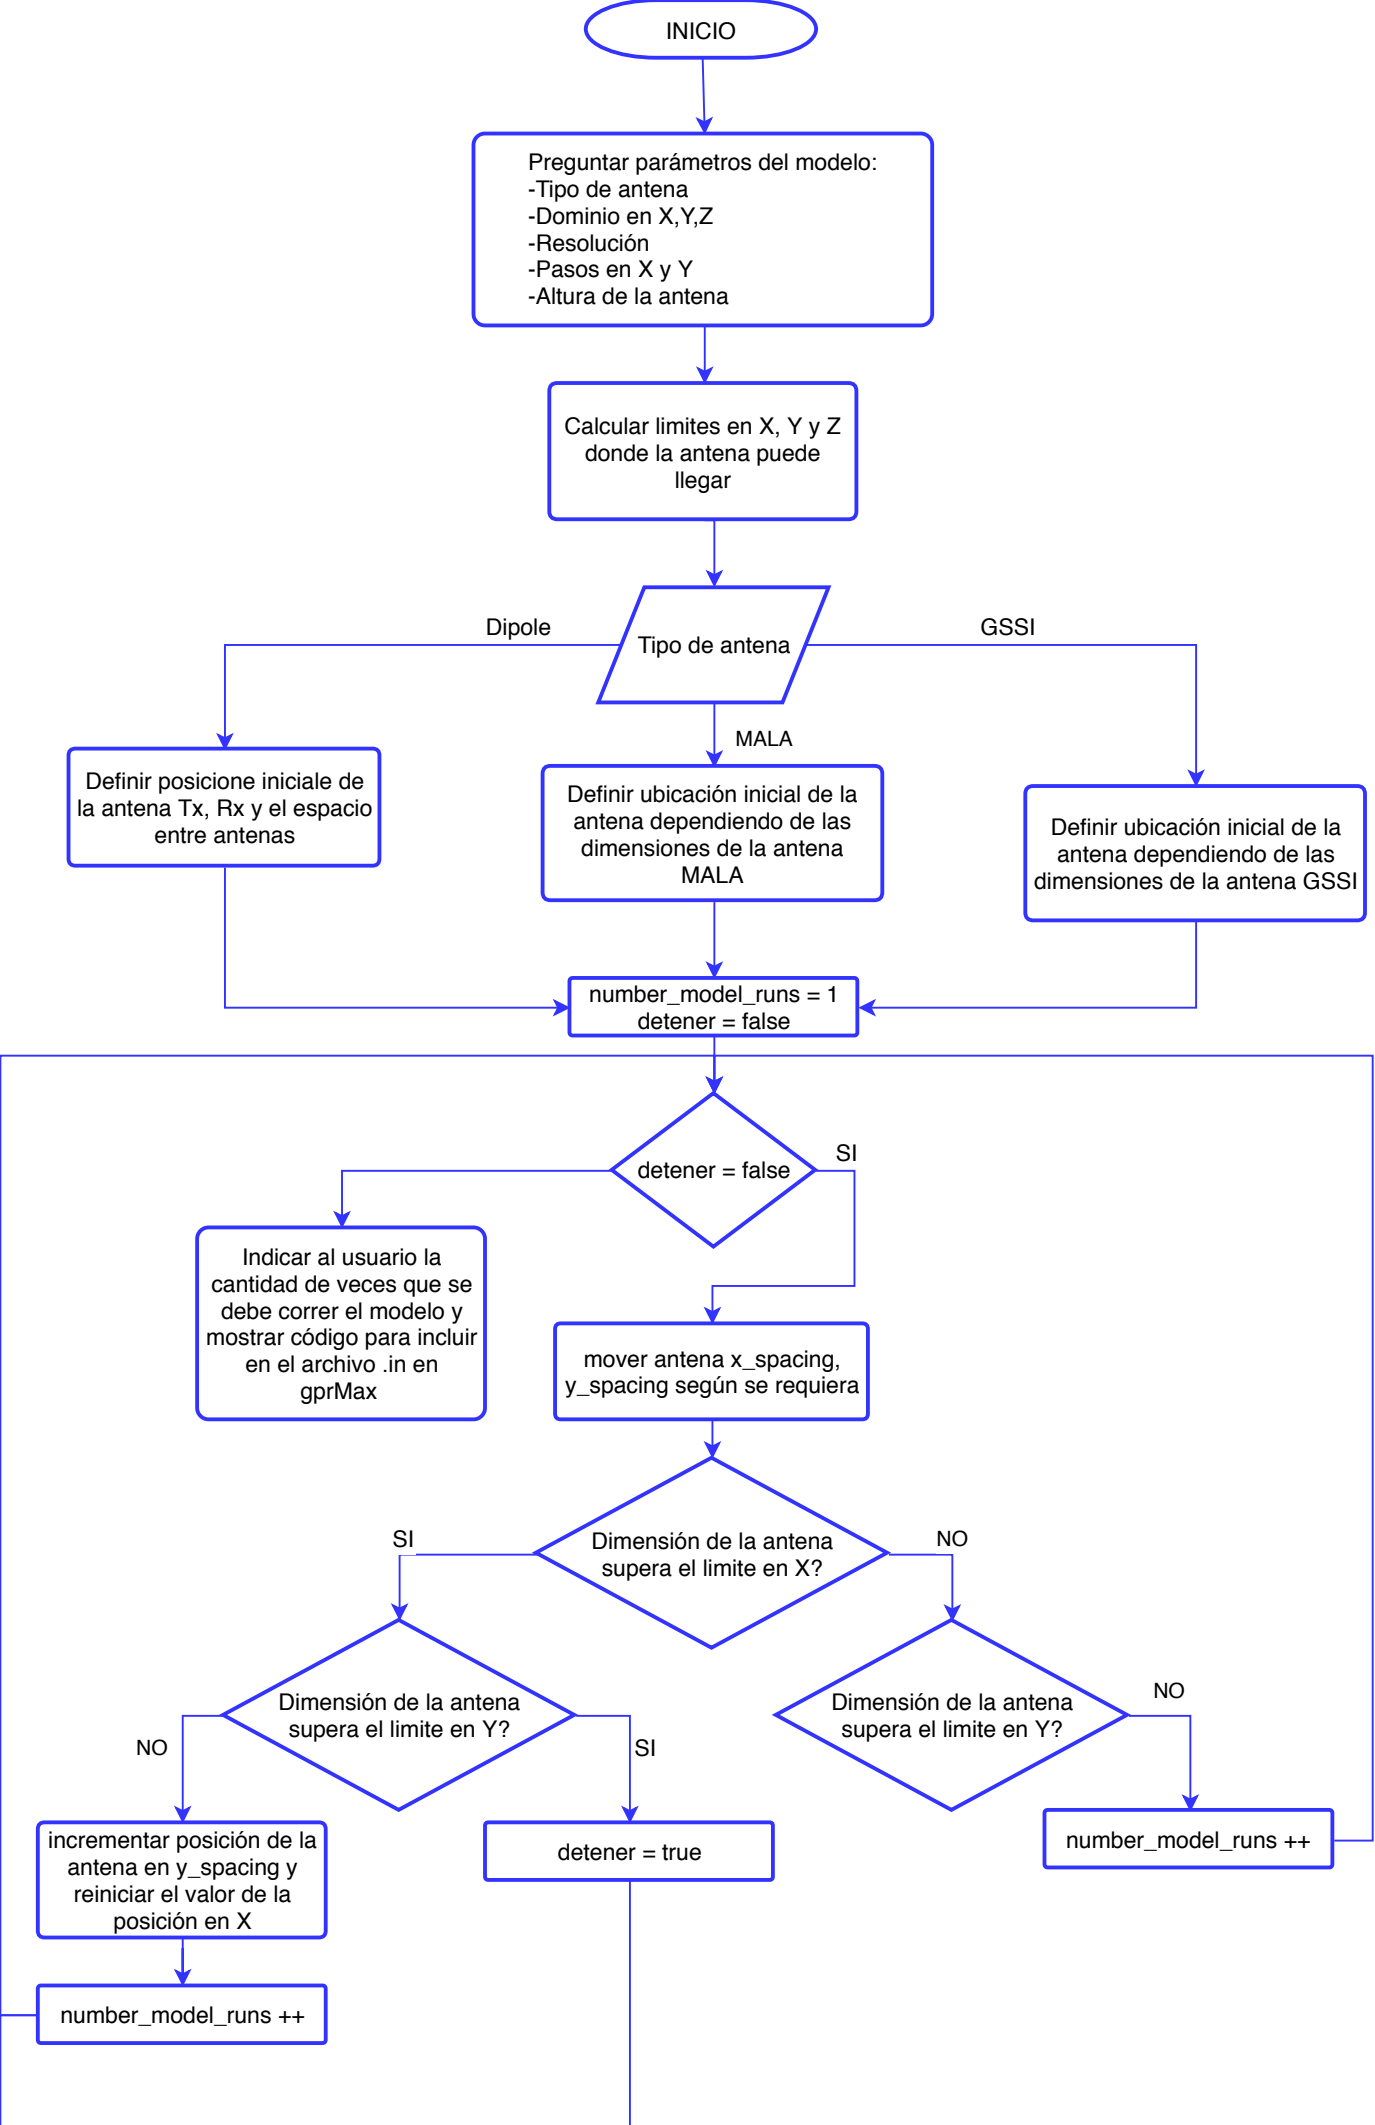 INICIO
Preguntar parámetros del modelo:
-Tipo de antena
-Dominio en X,Y,Z
-Resolución
-Pasos en X y Y
-Altura de la antena
Calcular limites en X, Y y Z
donde la antena puede
llegar
Dipole
Tipo de antena
GSSI
MALA
Definir posicione iniciale de
la antena Tx, Rx y el espacio
entre antenas
Definir ubicación inicial de la
antena dependiendo de las
dimensiones de la antena
MALA
Definir ubicación inicial de la
antena dependiendo de las
dimensiones de la antena GSSI
number_model_runs = 1
detener = false
detener = false
SI
Indicar al usuario la
cantidad de veces que se
debe correr el modelo y
mostrar código para incluir
en el archivo .in en
gprMax
mover antena x_spacing,
y_spacing según se requiera
Dimensión de la antena
supera el limite en X?
SI
NO
Dimensión de la antena
supera el limite en Y?
NO
SI
Dimensión de la antena
supera el limite en Y?
NO
incrementar posición de la
antena en y_spacing y
reiniciar el valor de la
posición en X
detener = true
number_model_runs ++
number_model_runs ++